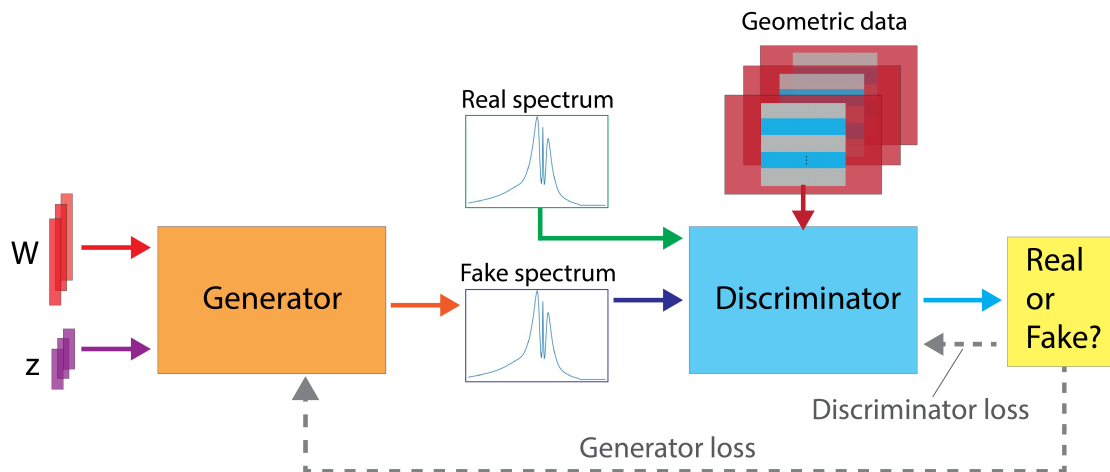 Geometric data
Real spectrum
W
Generator
Fake spectrum
Discriminator
Real
or
Fake?
z
Discriminator loss
Generator loss